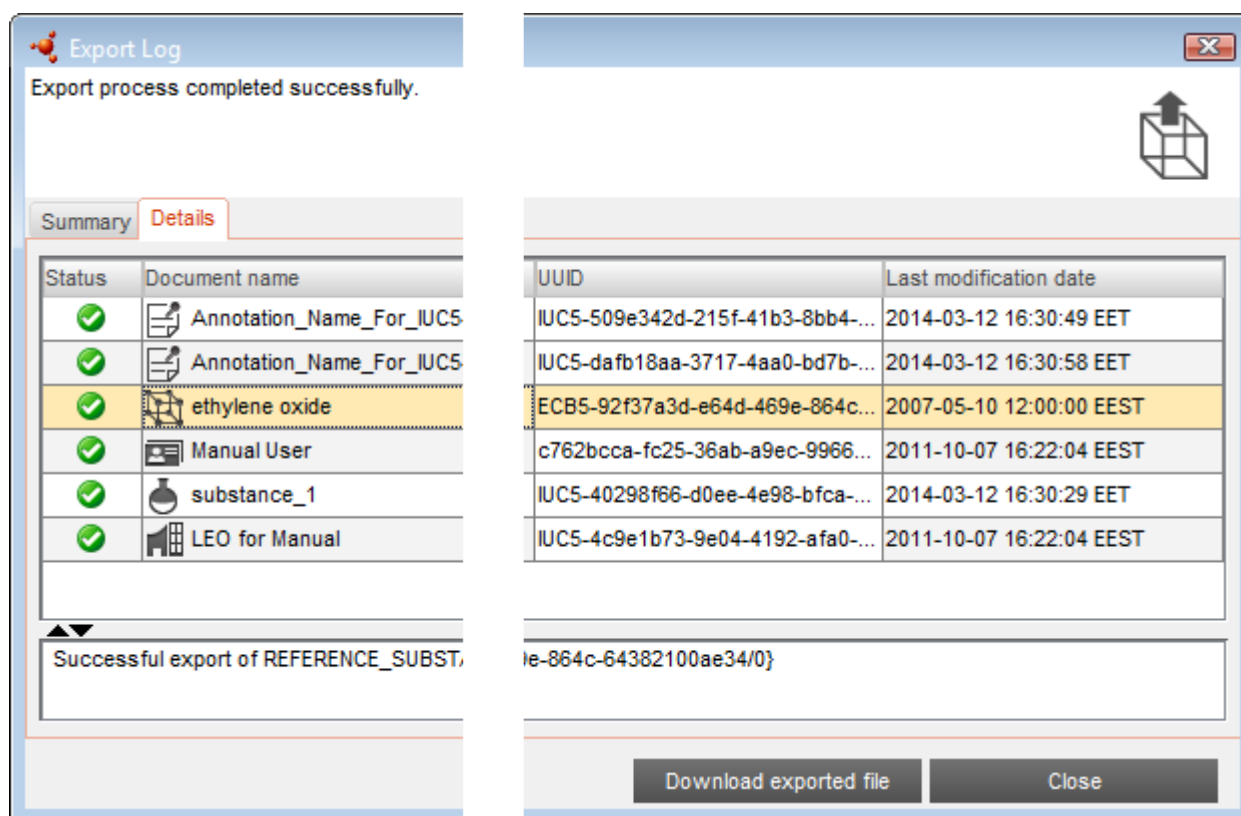 Export Log
Export process completed successfully.
Summary Details
Status Document name UUID Last modification date
Annotation_Name_For_IUC5- IUC5-509e342d-215f-41b3-8bb4-... 2014-03-12 16:30:49 EET
Annotation_Name_For_IUC5- IUC5-dafb18aa-3717-4aa0-bd7b-... 2014-03-12 16:30:58 EET
ethylene oxide ECB5-92f37a3d-e64d-469e-864c... 2007-05-10 12:00:00 EEST
Manual User c762bcca-fc25-36ab-a9ec-9966... 2011-10-07 16:22:04 EEST
substance_1 IUC5-40298f66-d0ee-4e98-bfca-... 2014-03-12 16:30:29 EET
LEO for Manual IUC5-4c9e1b73-9e04-4192-afa0-... 2011-10-07 16:22:04 EEST
Successful export of REFERENCE_SUBSTA 9e-864c-64382100ae34/0}
Download exported file Close